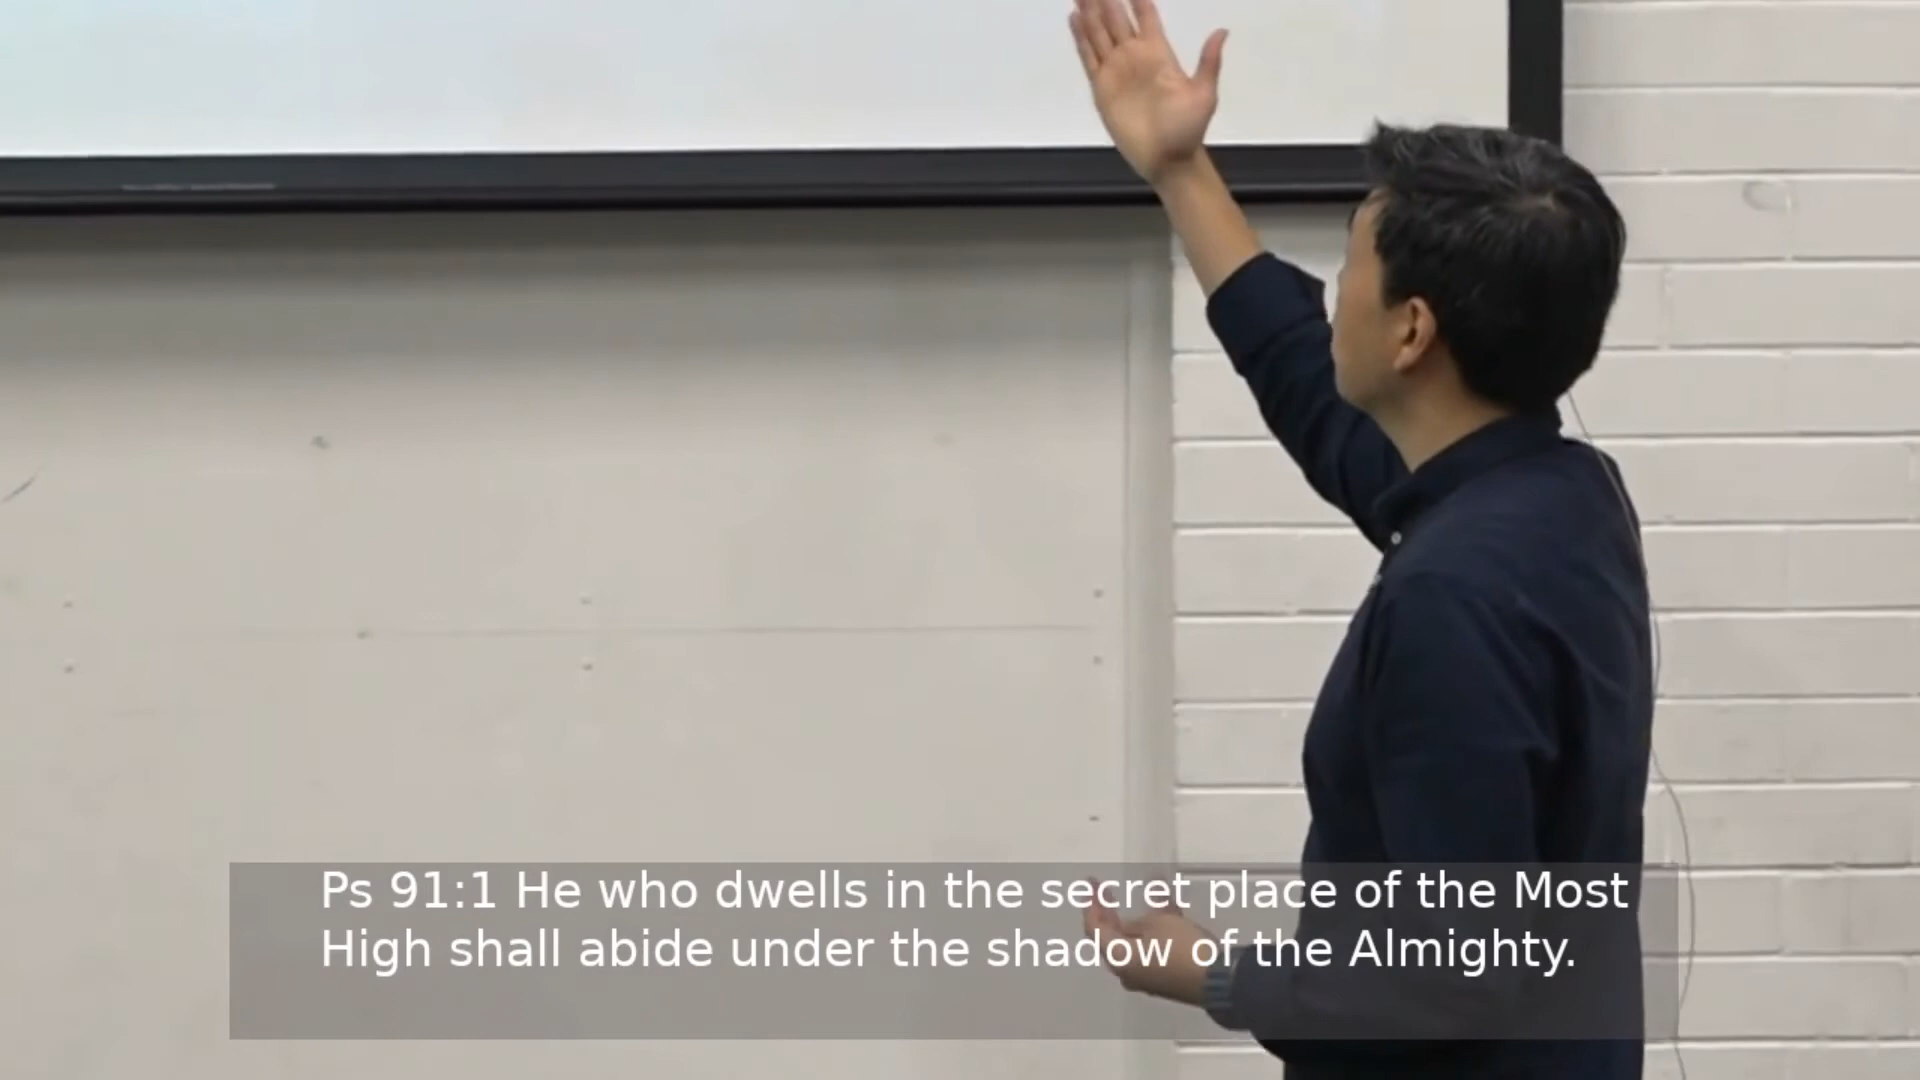 Ps 91:1 He who dwells in the secret place of the Most
High shall abide under the shadow of the Almighty.